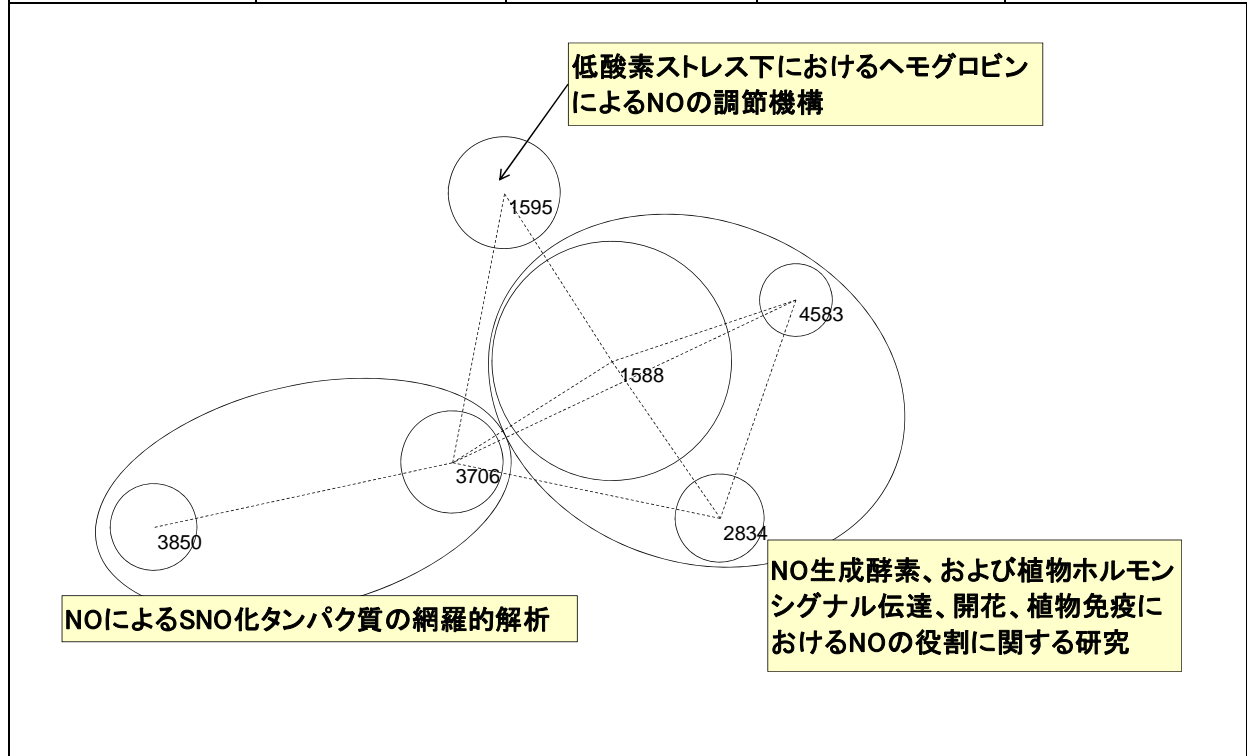 低酸素ストレス下におけるヘモグロビン
によるNOの調節機構
1595
4583
1588
3706
2834
3850
NO生成酵素、および植物ホルモン
シグナル伝達、開花、植物免疫に
おけるNOの役割に関する研究
NOによるSNO化タンパク質の網羅的解析